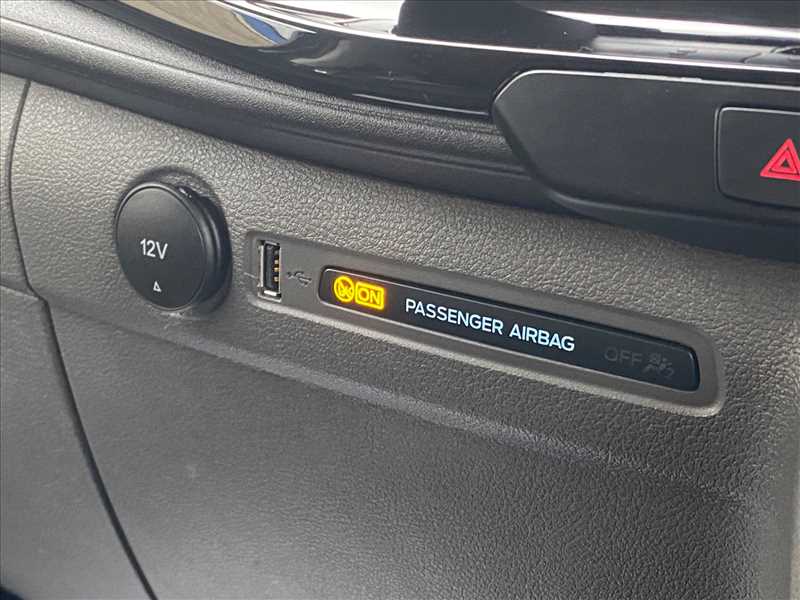 12V
ON PASSENGER AIRBAG OFF